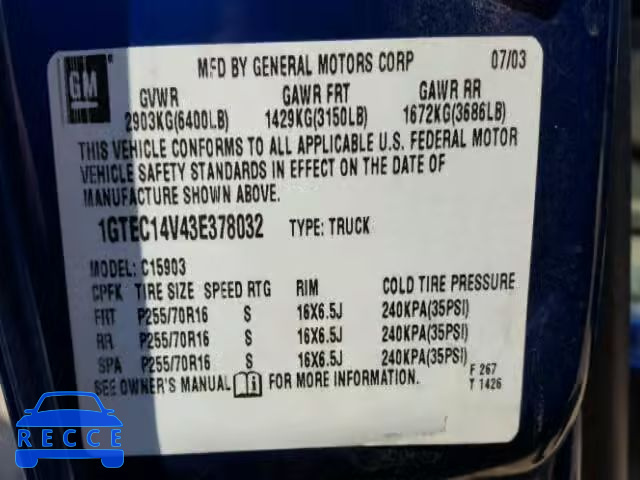 GM
MFD BY GENERAL MOTORS CORP 07/03
GVWR GAWR FRT GAWR RR
2903KG(6400LB) 1429KG(3150LB) 1672KG(3686LB)
THIS VEHICLE CONFORMS TO ALL APPLICABLE U.S. FEDERAL MOTOR
VEHICLE SAFETY STANDARDS IN EFFECT ON THE DATE OF
MANUFACTURE SHOWN ABOVE.
1GTEC14V43E378032 TYPE: TRUCK
MODEL: C15903
CPFK TIRE SIZE SPEED RTG RIM COLD TIRE PRESSURE
FRT P255/70R16 S 16X6.5J 240KPA(35PSI)
RR P255/70R16 S 16X6.5J 240KPA(35PSI)
SPA P255/70R16 S 16X6.5J 240KPA(35PSI)
SEE OWNER'S MANUAL FOR MORE INFORMATION.
F 267
T 1426
RECCE